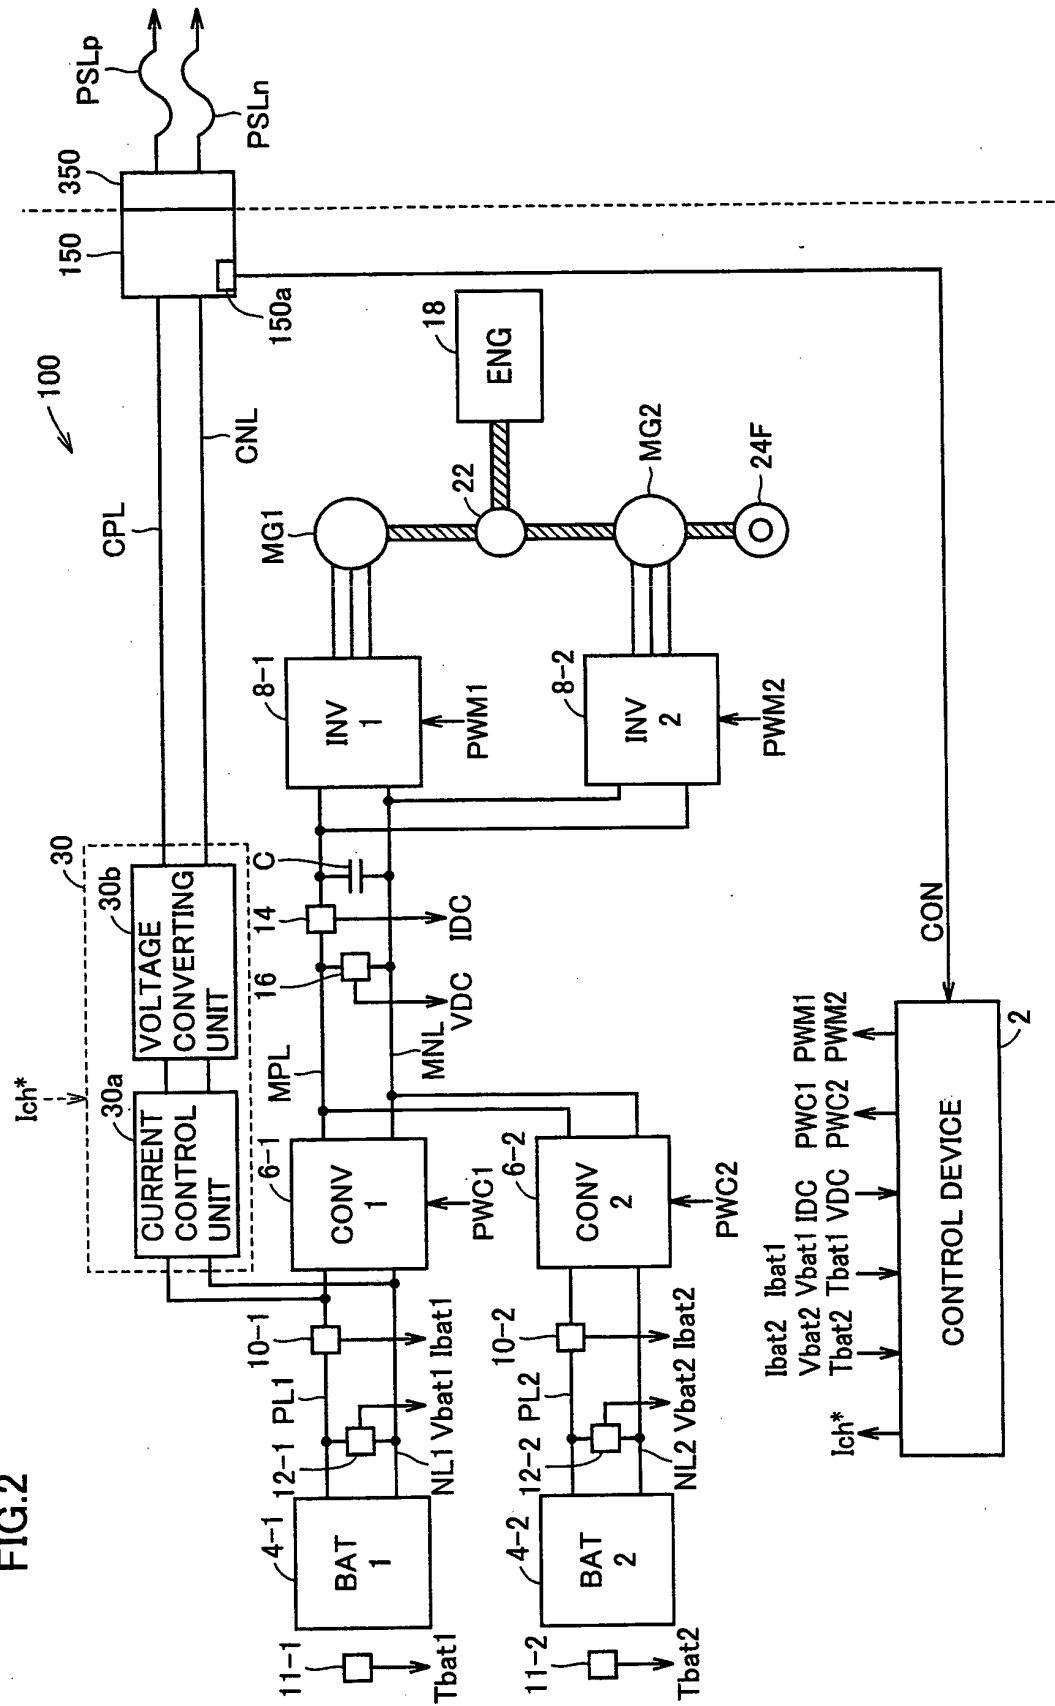 FIG.2
100
PSLp
PSLn
350
150
150a
CPL
CNL
Ich*
30
30a
CURRENT
CONTROL
UNIT
30b
VOLTAGE
CONVERTING
UNIT
11-1
Tbat1
4-1
BAT
1
12-1
PL1
10-1
NL1
Vbat1
Ibat1
6-1
CONV
1
PWC1
MPL
MNL
16
VDC
14
IDC
C
8-1
INV
1
PWM1
MG1
22
18
ENG
11-2
Tbat2
4-2
BAT
2
12-2
PL2
10-2
NL2
Vbat2
Ibat2
6-2
CONV
2
PWC2
8-2
INV
2
PWM2
MG2
24F
Ich*
Ibat2
Vbat2
Tbat2
Ibat1
Vbat1
Tbat1
IDC
VDC
PWC1
PWC2
PWM1
PWM2
CON
CONTROL DEVICE
2